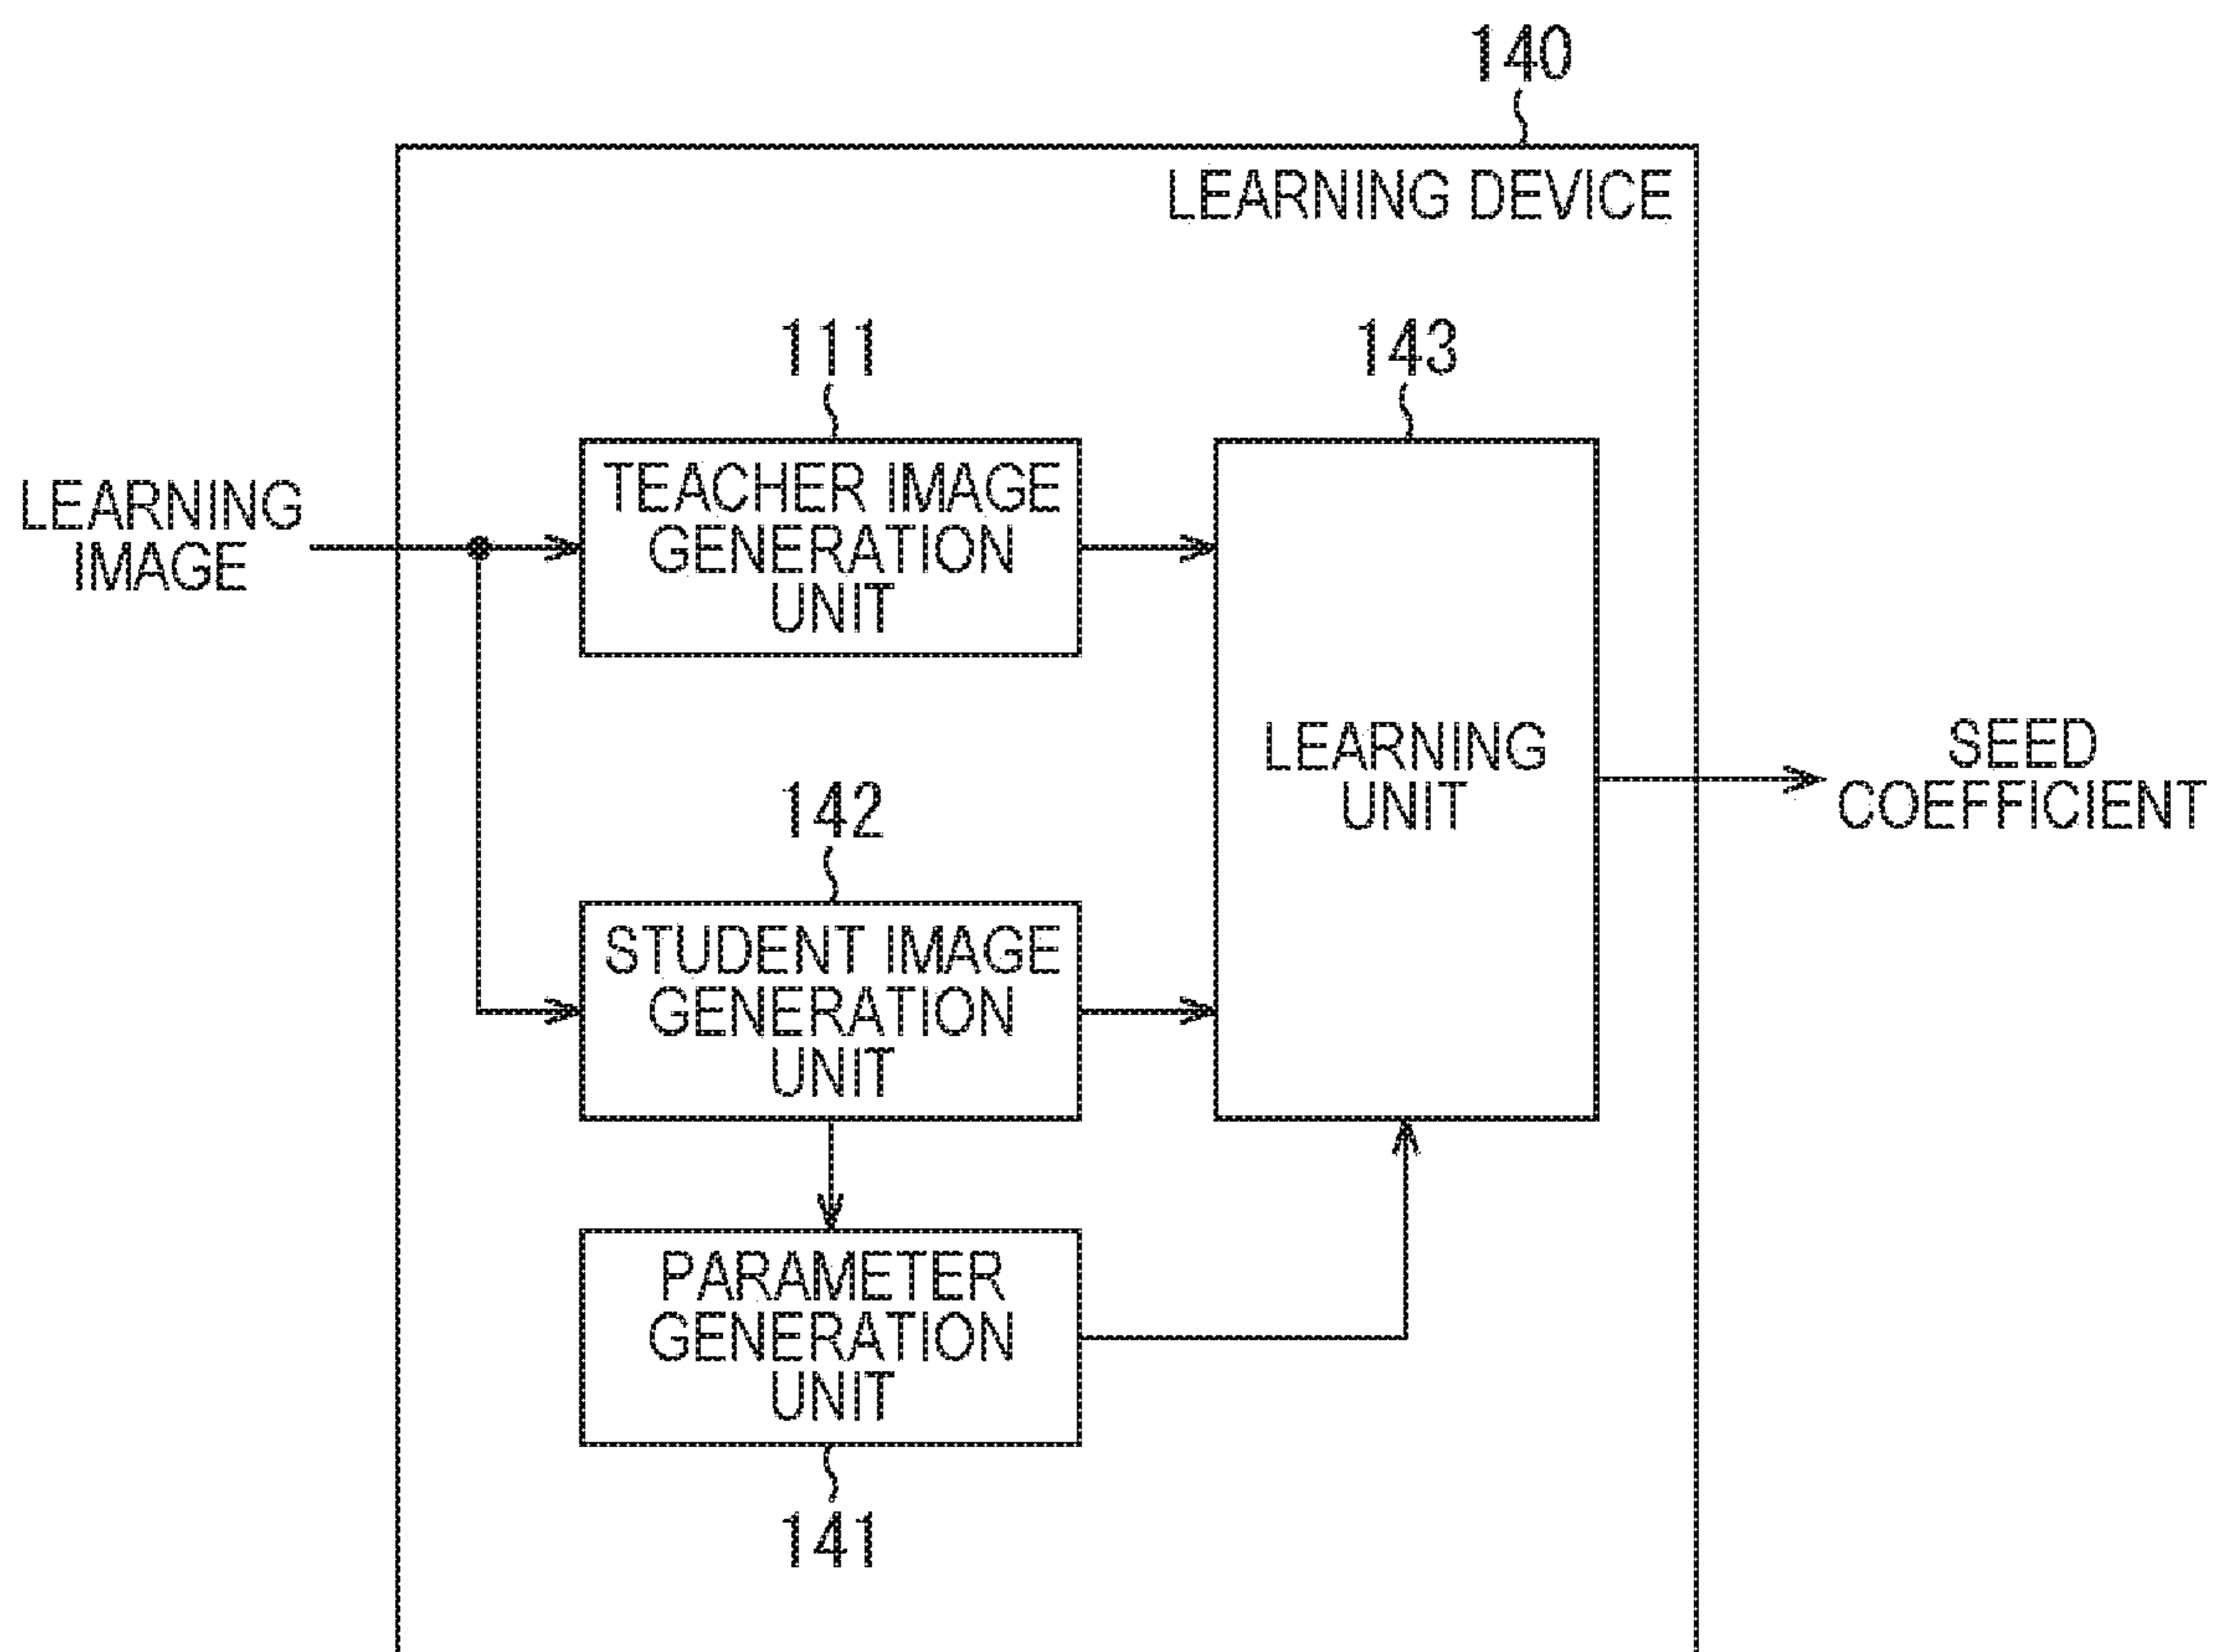 140
LEARNING DEVICE
111
143
LEARNING
IMAGE
TEACHER IMAGE
GENERATION
UNIT
LEARNING
UNIT
SEED
COEFFICIENT
142
STUDENT IMAGE
GENERATION
UNIT
PARAMETER
GENERATION
UNIT
141